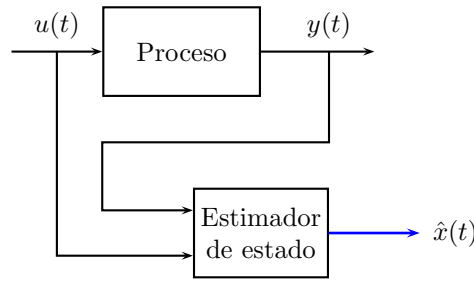 u(t)
y(t)
Proceso
Estimador
de estado
x̂(t)